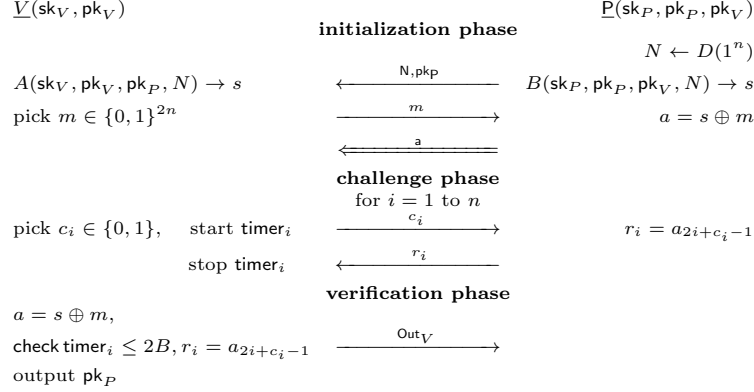 V(sk_V, pk_V) P(sk_P, pk_P, pk_V)
initialization phase
N ← D(1^n)
A(sk_V, pk_V, pk_P, N) → s N,pk_P B(sk_P, pk_P, pk_V, N) → s
pick m ∈ {0, 1}^{2n} m a = s ⊕ m
a
challenge phase
for i = 1 to n
pick c_i ∈ {0, 1}, start timer_i c_i r_i = a_{2i+c_i−1}
stop timer_i r_i
verification phase
a = s ⊕ m,
check timer_i ≤ 2B, r_i = a_{2i+c_i−1} Out_V
output pk_P